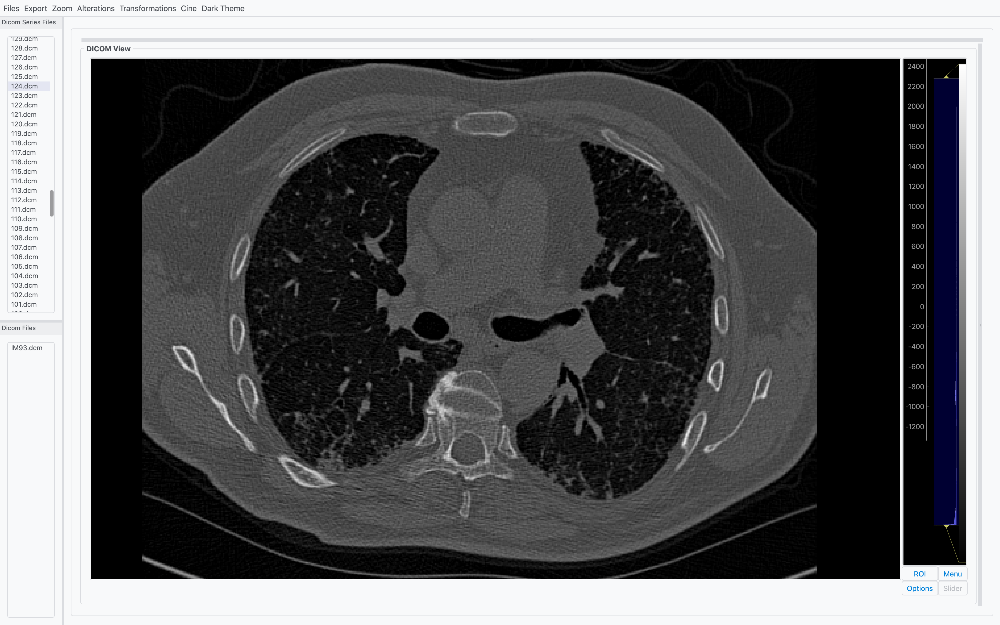 Files Export Zoom Alterations Transformations Cine Dark Theme
Dicom Series Files
129.dcm
128.dcm
127.dcm
126.dcm
125.dcm
124.dcm
123.dcm
122.dcm
121.dcm
120.dcm
119.dcm
118.dcm
117.dcm
116.dcm
115.dcm
114.dcm
113.dcm
112.dcm
111.dcm
110.dcm
109.dcm
108.dcm
107.dcm
106.dcm
105.dcm
104.dcm
103.dcm
102.dcm
101.dcm
Dicom Files
IM93.dcm
DICOM View
2400
2200
2000
1800
1600
1400
1200
1000
800
600
400
200
0
-200
-400
-600
-800
-1000
-1200
ROI Menu
Options Slider